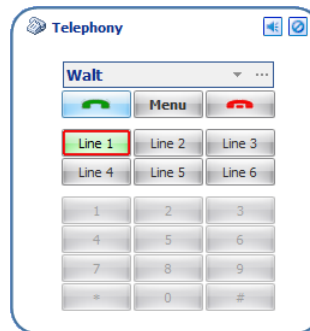 Telephony
Walt ...
Menu
Line 1 Line 2 Line 3
Line 4 Line 5 Line 6
1 2 3
4 5 6
7 8 9
* 0 #